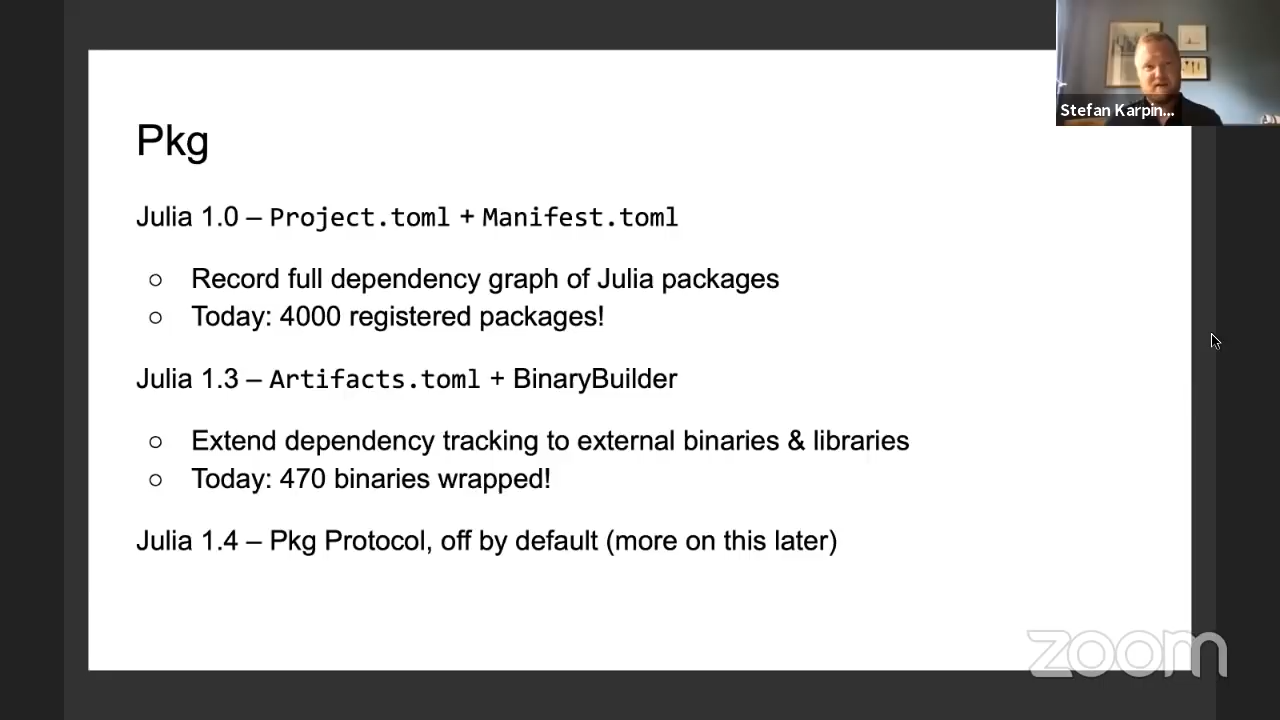 Stefan Karpin...
Pkg
Julia 1.0 – Project.toml + Manifest.toml
○ Record full dependency graph of Julia packages
○ Today: 4000 registered packages!
Julia 1.3 – Artifacts.toml + BinaryBuilder
○ Extend dependency tracking to external binaries & libraries
○ Today: 470 binaries wrapped!
Julia 1.4 – Pkg Protocol, off by default (more on this later)
zoom